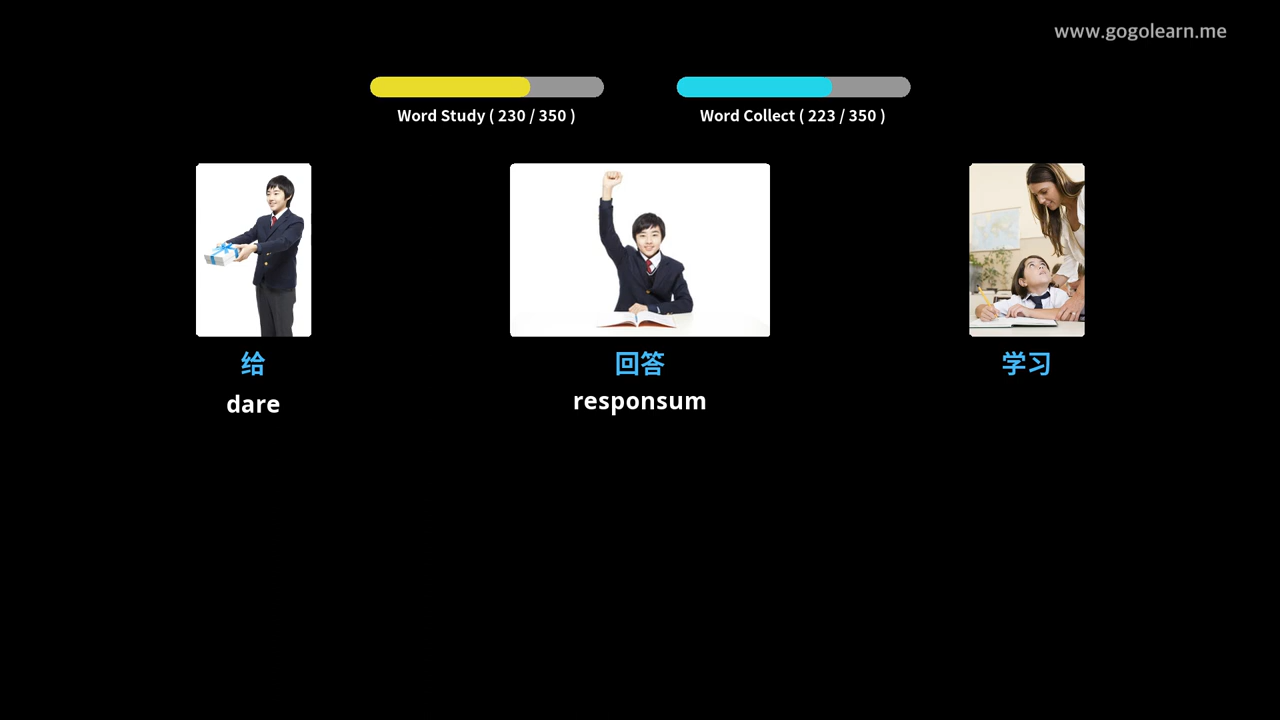 www.gogolearn.me
Word Study ( 230 / 350 )
Word Collect ( 223 / 350 )
给
回答
学习
dare
responsum